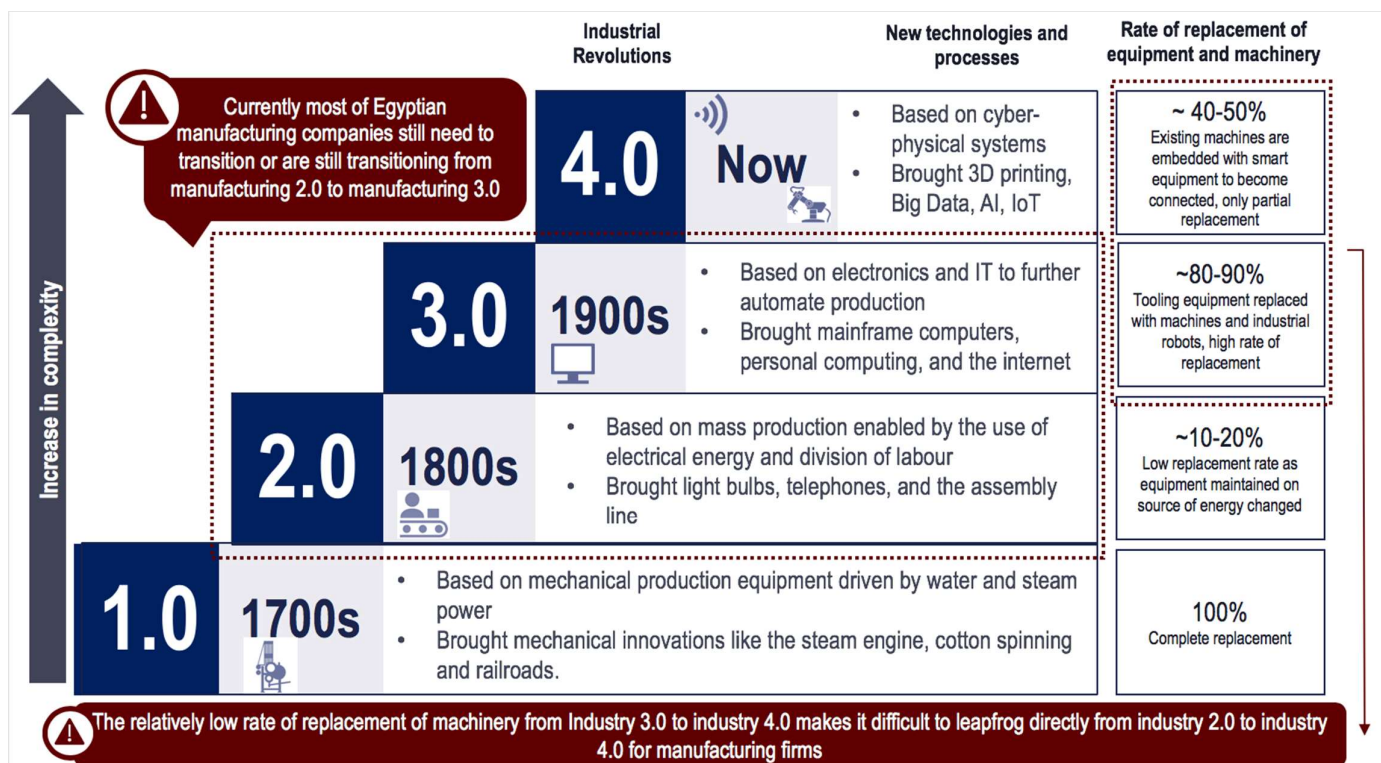 Industrial
Revolutions
New technologies and
processes
Rate of replacement of
equipment and machinery
Increase in complexity
Currently most of Egyptian
manufacturing companies still need to
transition or are still transitioning from
manufacturing 2.0 to manufacturing 3.0
4.0
Now
• Based on cyber-
physical systems
• Brought 3D printing,
Big Data, AI, IoT
~ 40-50%
Existing machines are
embedded with smart
equipment to become
connected, only partial
replacement
3.0
1900s
• Based on electronics and IT to further
automate production
• Brought mainframe computers,
personal computing, and the internet
~80-90%
Tooling equipment replaced
with machines and industrial
robots, high rate of
replacement
2.0
1800s
• Based on mass production enabled by the use of
electrical energy and division of labour
• Brought light bulbs, telephones, and the assembly
line
~10-20%
Low replacement rate as
equipment maintained on
source of energy changed
1.0
1700s
• Based on mechanical production equipment driven by water and steam
power
• Brought mechanical innovations like the steam engine, cotton spinning
and railroads.
100%
Complete replacement
The relatively low rate of replacement of machinery from Industry 3.0 to industry 4.0 makes it difficult to leapfrog directly from industry 2.0 to industry
4.0 for manufacturing firms